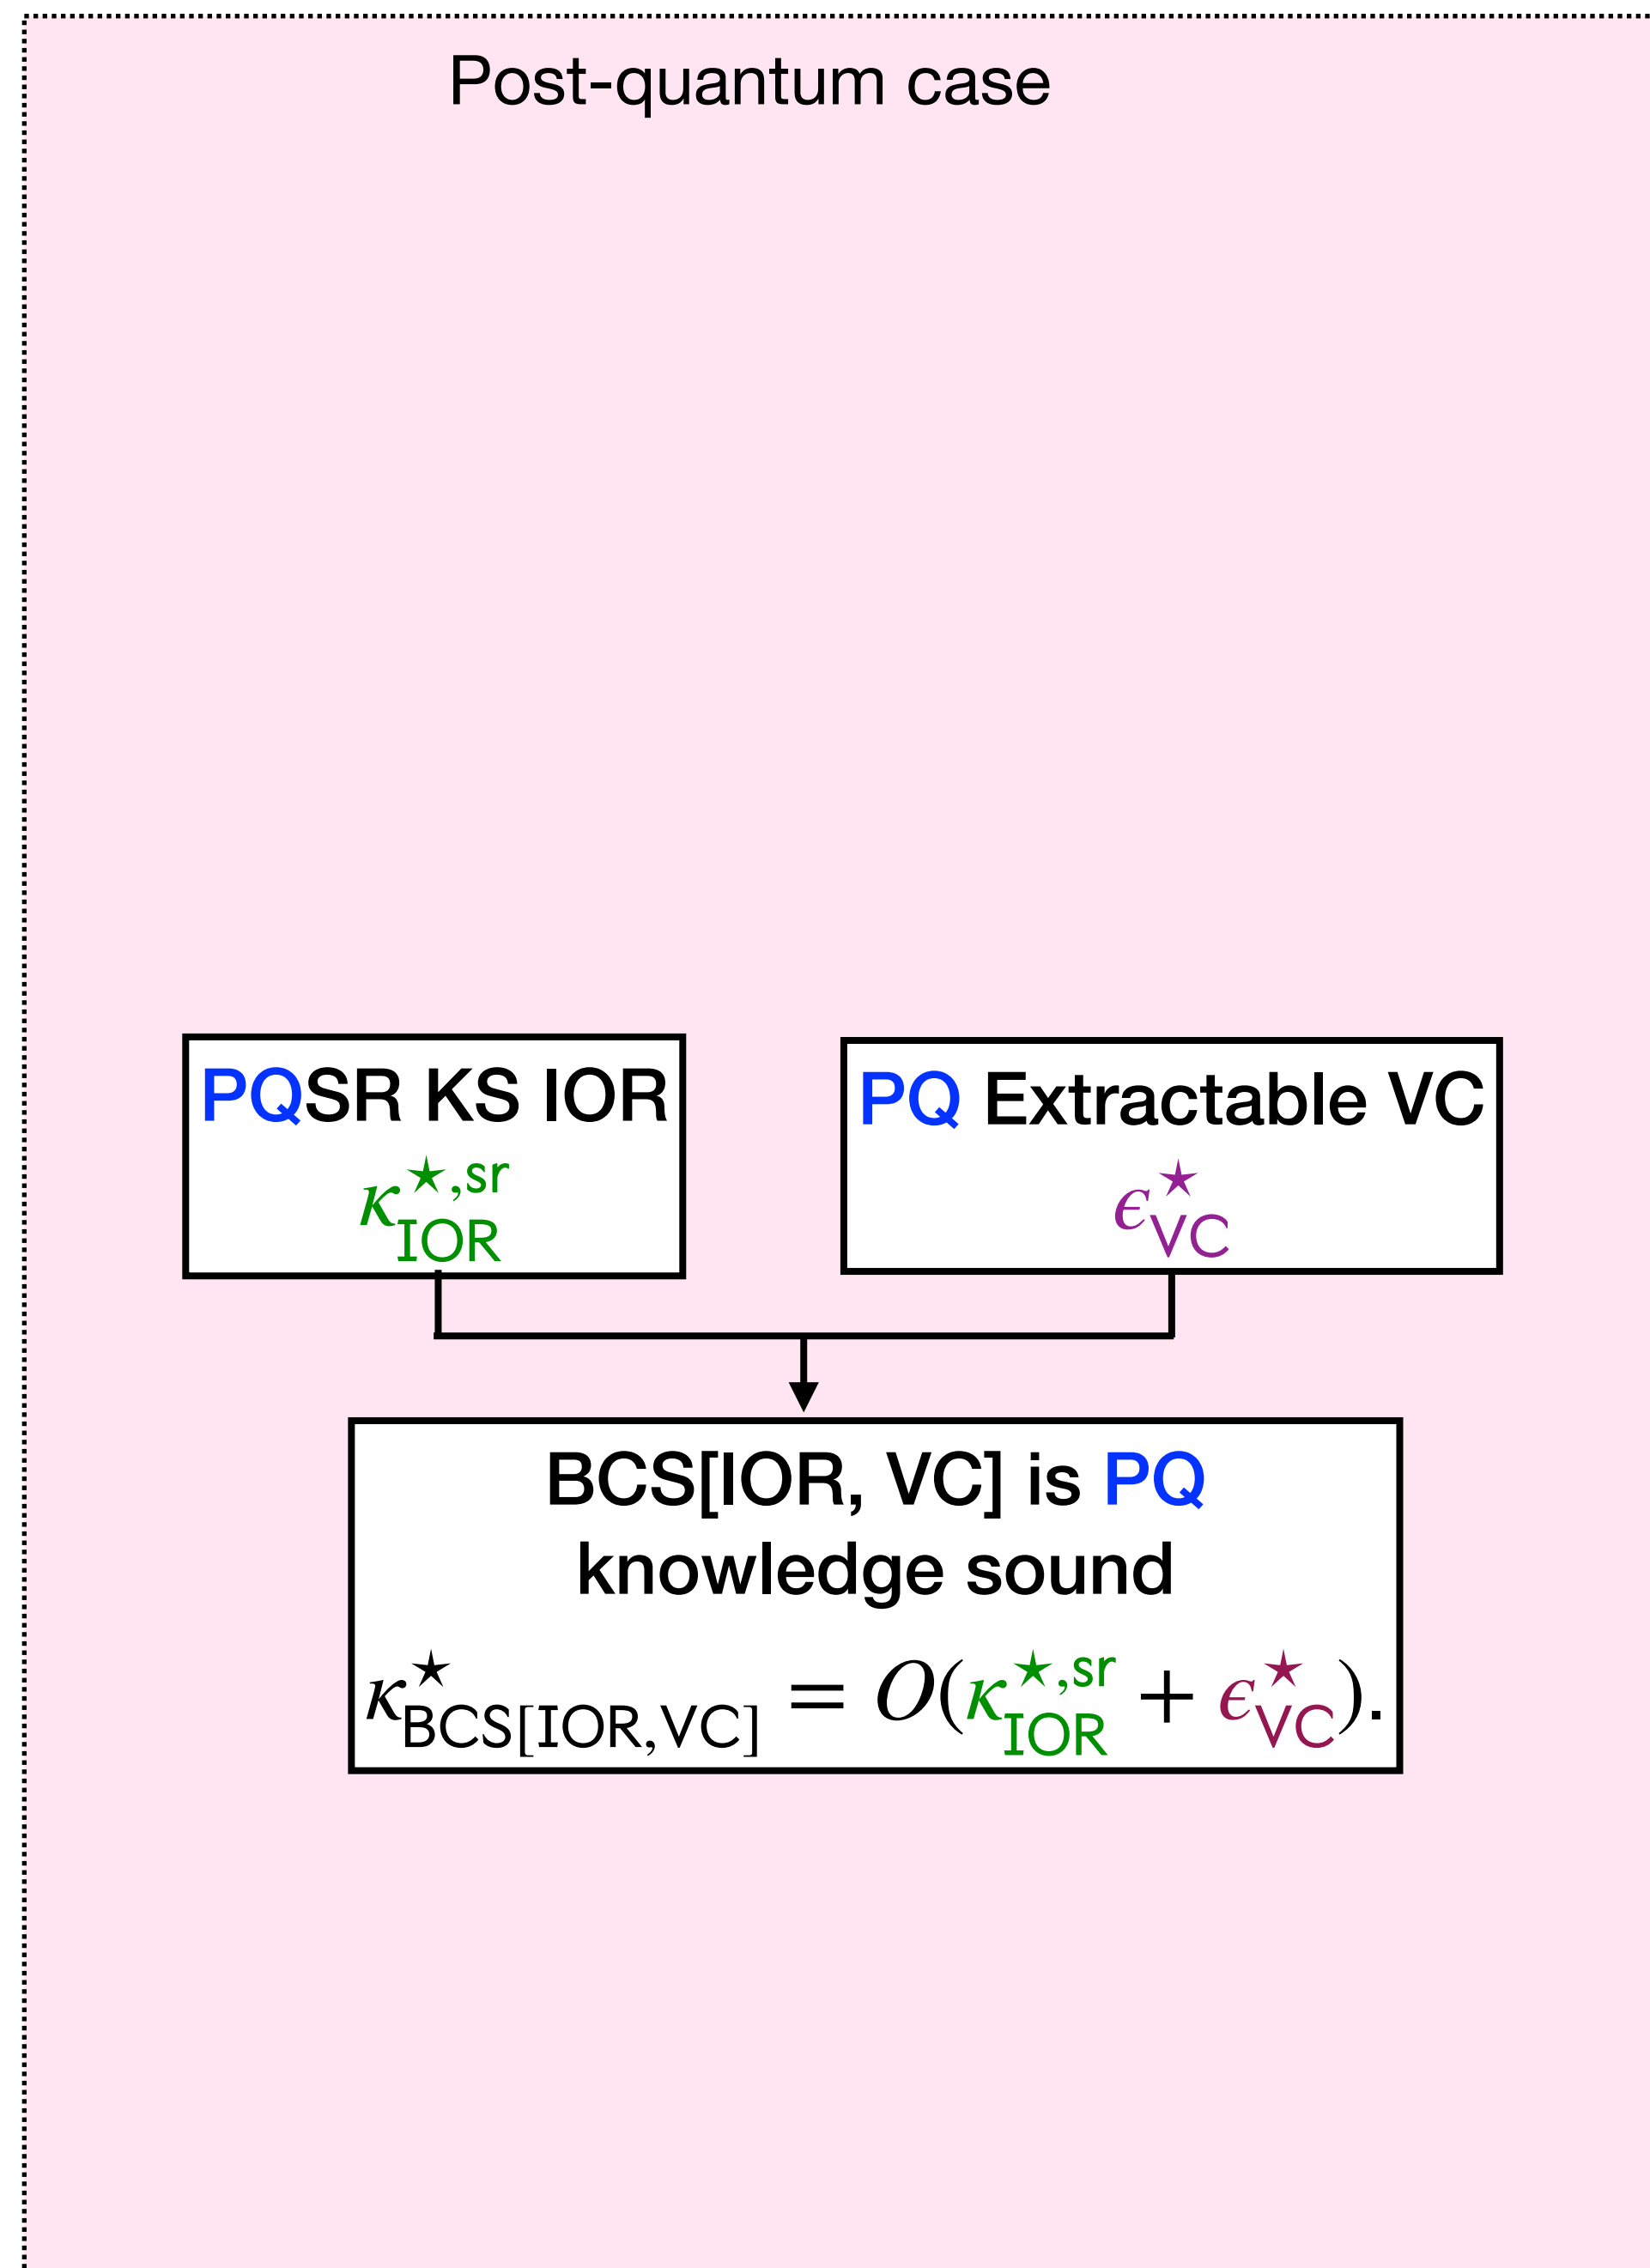 Post-quantum case
PQSR KS IOR
κ^{★,sr}_{IOR}
PQ Extractable VC
ϵ^{★}_{VC}
BCS[IOR, VC] is PQ
knowledge sound
κ^{★}_{BCS[IOR,VC]} = O(κ^{★,sr}_{IOR} + ϵ^{★}_{VC}).